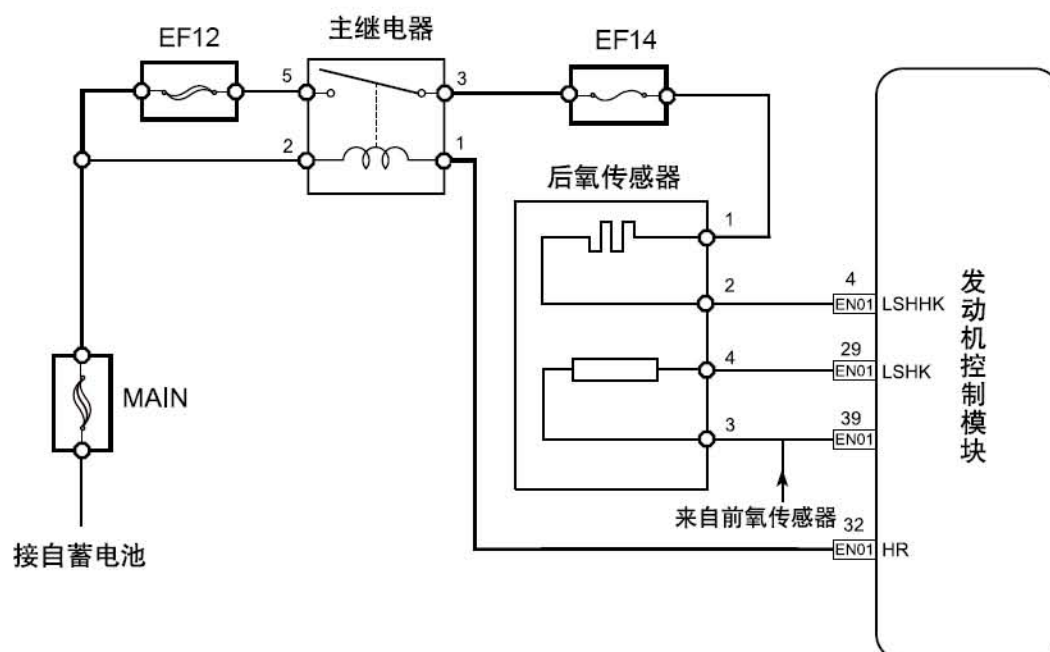 主继电器
EF12
EF14
5
3
2
1
后氧传感器
1
2
4
EN01
LSHHK
4
29
EN01
LSHK
3
39
EN01
来自前氧传感器
32
EN01
HR
MAIN
接自蓄电池
发动机控制模块